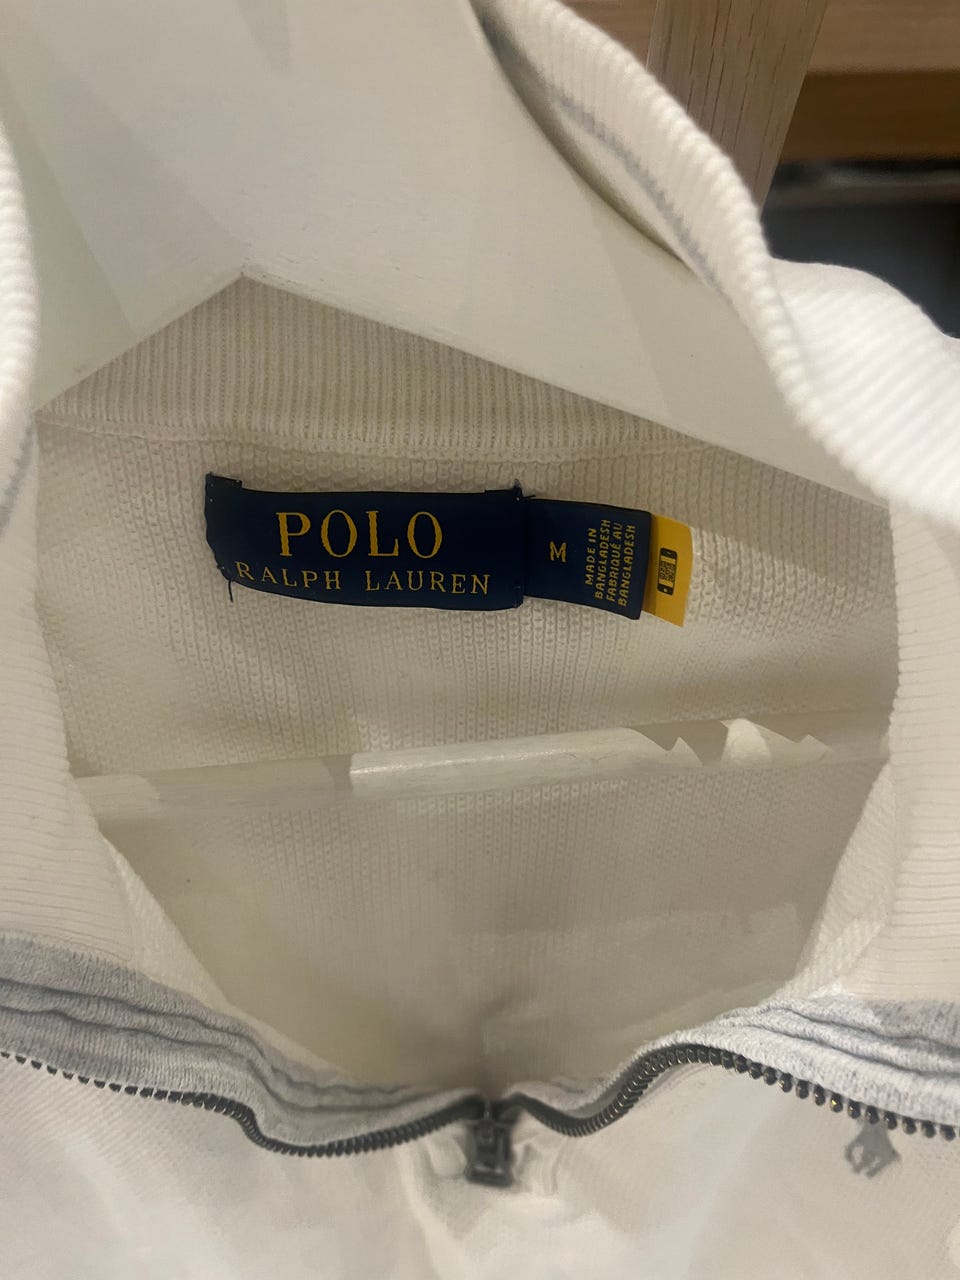 POLO
RALPH LAUREN
M
MADE IN
BANGLADESH
FABRIQUÉ AU
BANGLADESH